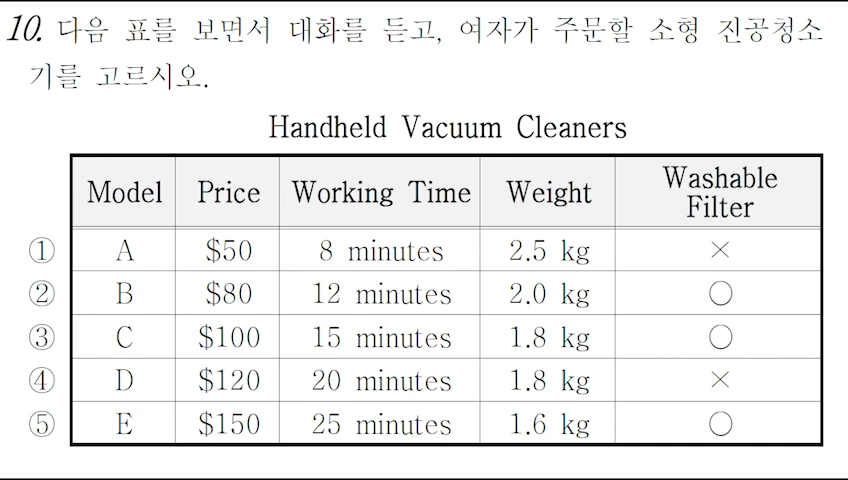 10. 다음 표를 보면서 대화를 듣고, 여자가 주문할 소형 진공청소
기를 고르시오.
Handheld Vacuum Cleaners
Model Price Working Time Weight Washable Filter
① A $50 8 minutes 2.5 kg ×
② B $80 12 minutes 2.0 kg ○
③ C $100 15 minutes 1.8 kg ○
④ D $120 20 minutes 1.8 kg ×
⑤ E $150 25 minutes 1.6 kg ○